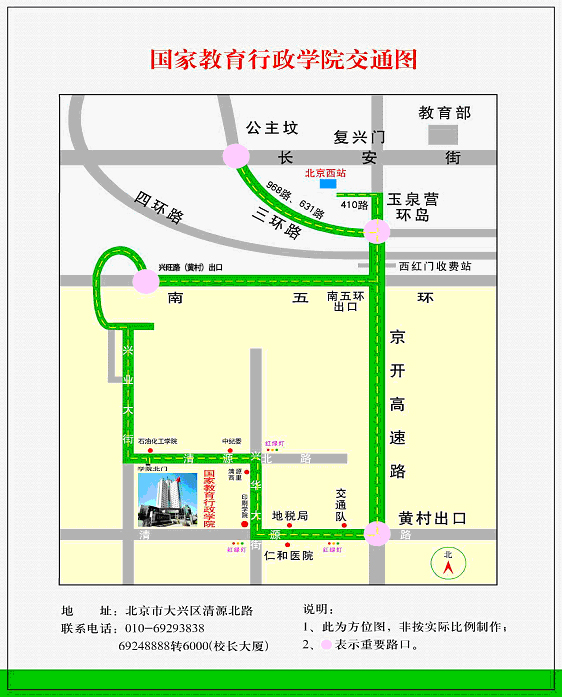 国家教育行政学院交通图
教育部
公主坟
复兴门
长安街
北京西站
968路、631路
410路
玉泉营
环岛
四环路
三环路
兴旺路（黄村）出口
西红门收费站
南五环
南五环
出口
京开高速路
兴业大街
石油化工学院
中纪委
红绿灯
清源北路
学院北门
清源
西里
兴华大街
国家教育行政学院
印刷学院
地税局
交通队
黄村出口
清源路
红绿灯
仁和医院
红绿灯
北
地　　址：北京市大兴区清源北路
联系电话：010-69293838
69248888转6000(校长大厦)
说明：
1、此为方位图，非按实际比例制作；
2、表示重要路口。